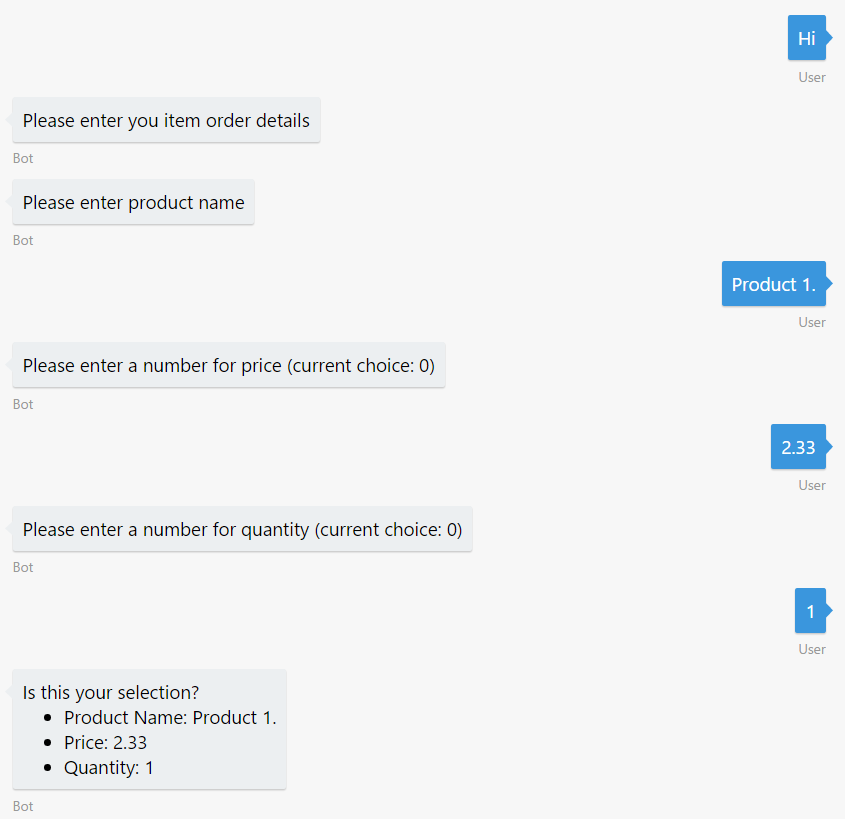 Hi
User
Please enter you item order details
Bot
Please enter product name
Bot
Product 1.
User
Please enter a number for price (current choice: 0)
Bot
2.33
User
Please enter a number for quantity (current choice: 0)
Bot
1
User
Is this your selection?
• Product Name: Product 1.
• Price: 2.33
• Quantity: 1
Bot